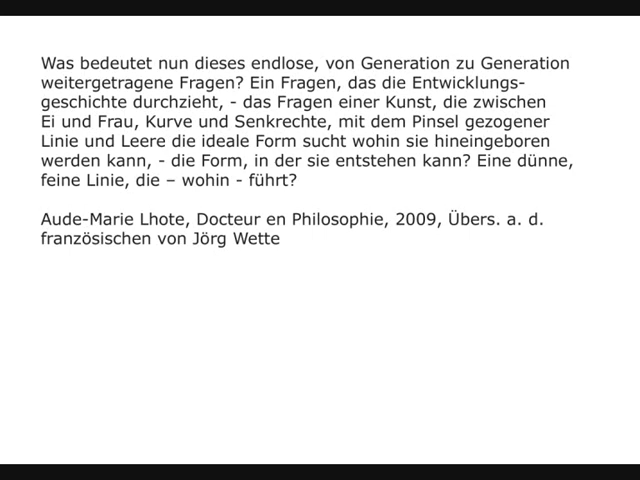 Was bedeutet nun dieses endlose, von Generation zu Generation
weitergetragene Fragen? Ein Fragen, das die Entwicklungs-
geschichte durchzieht, - das Fragen einer Kunst, die zwischen
Ei und Frau, Kurve und Senkrechte, mit dem Pinsel gezogener
Linie und Leere die ideale Form sucht wohin sie hineingeboren
werden kann, - die Form, in der sie entstehen kann? Eine dünne,
feine Linie, die – wohin - führt?
Aude-Marie Lhote, Docteur en Philosophie, 2009, Übers. a. d.
französischen von Jörg Wette